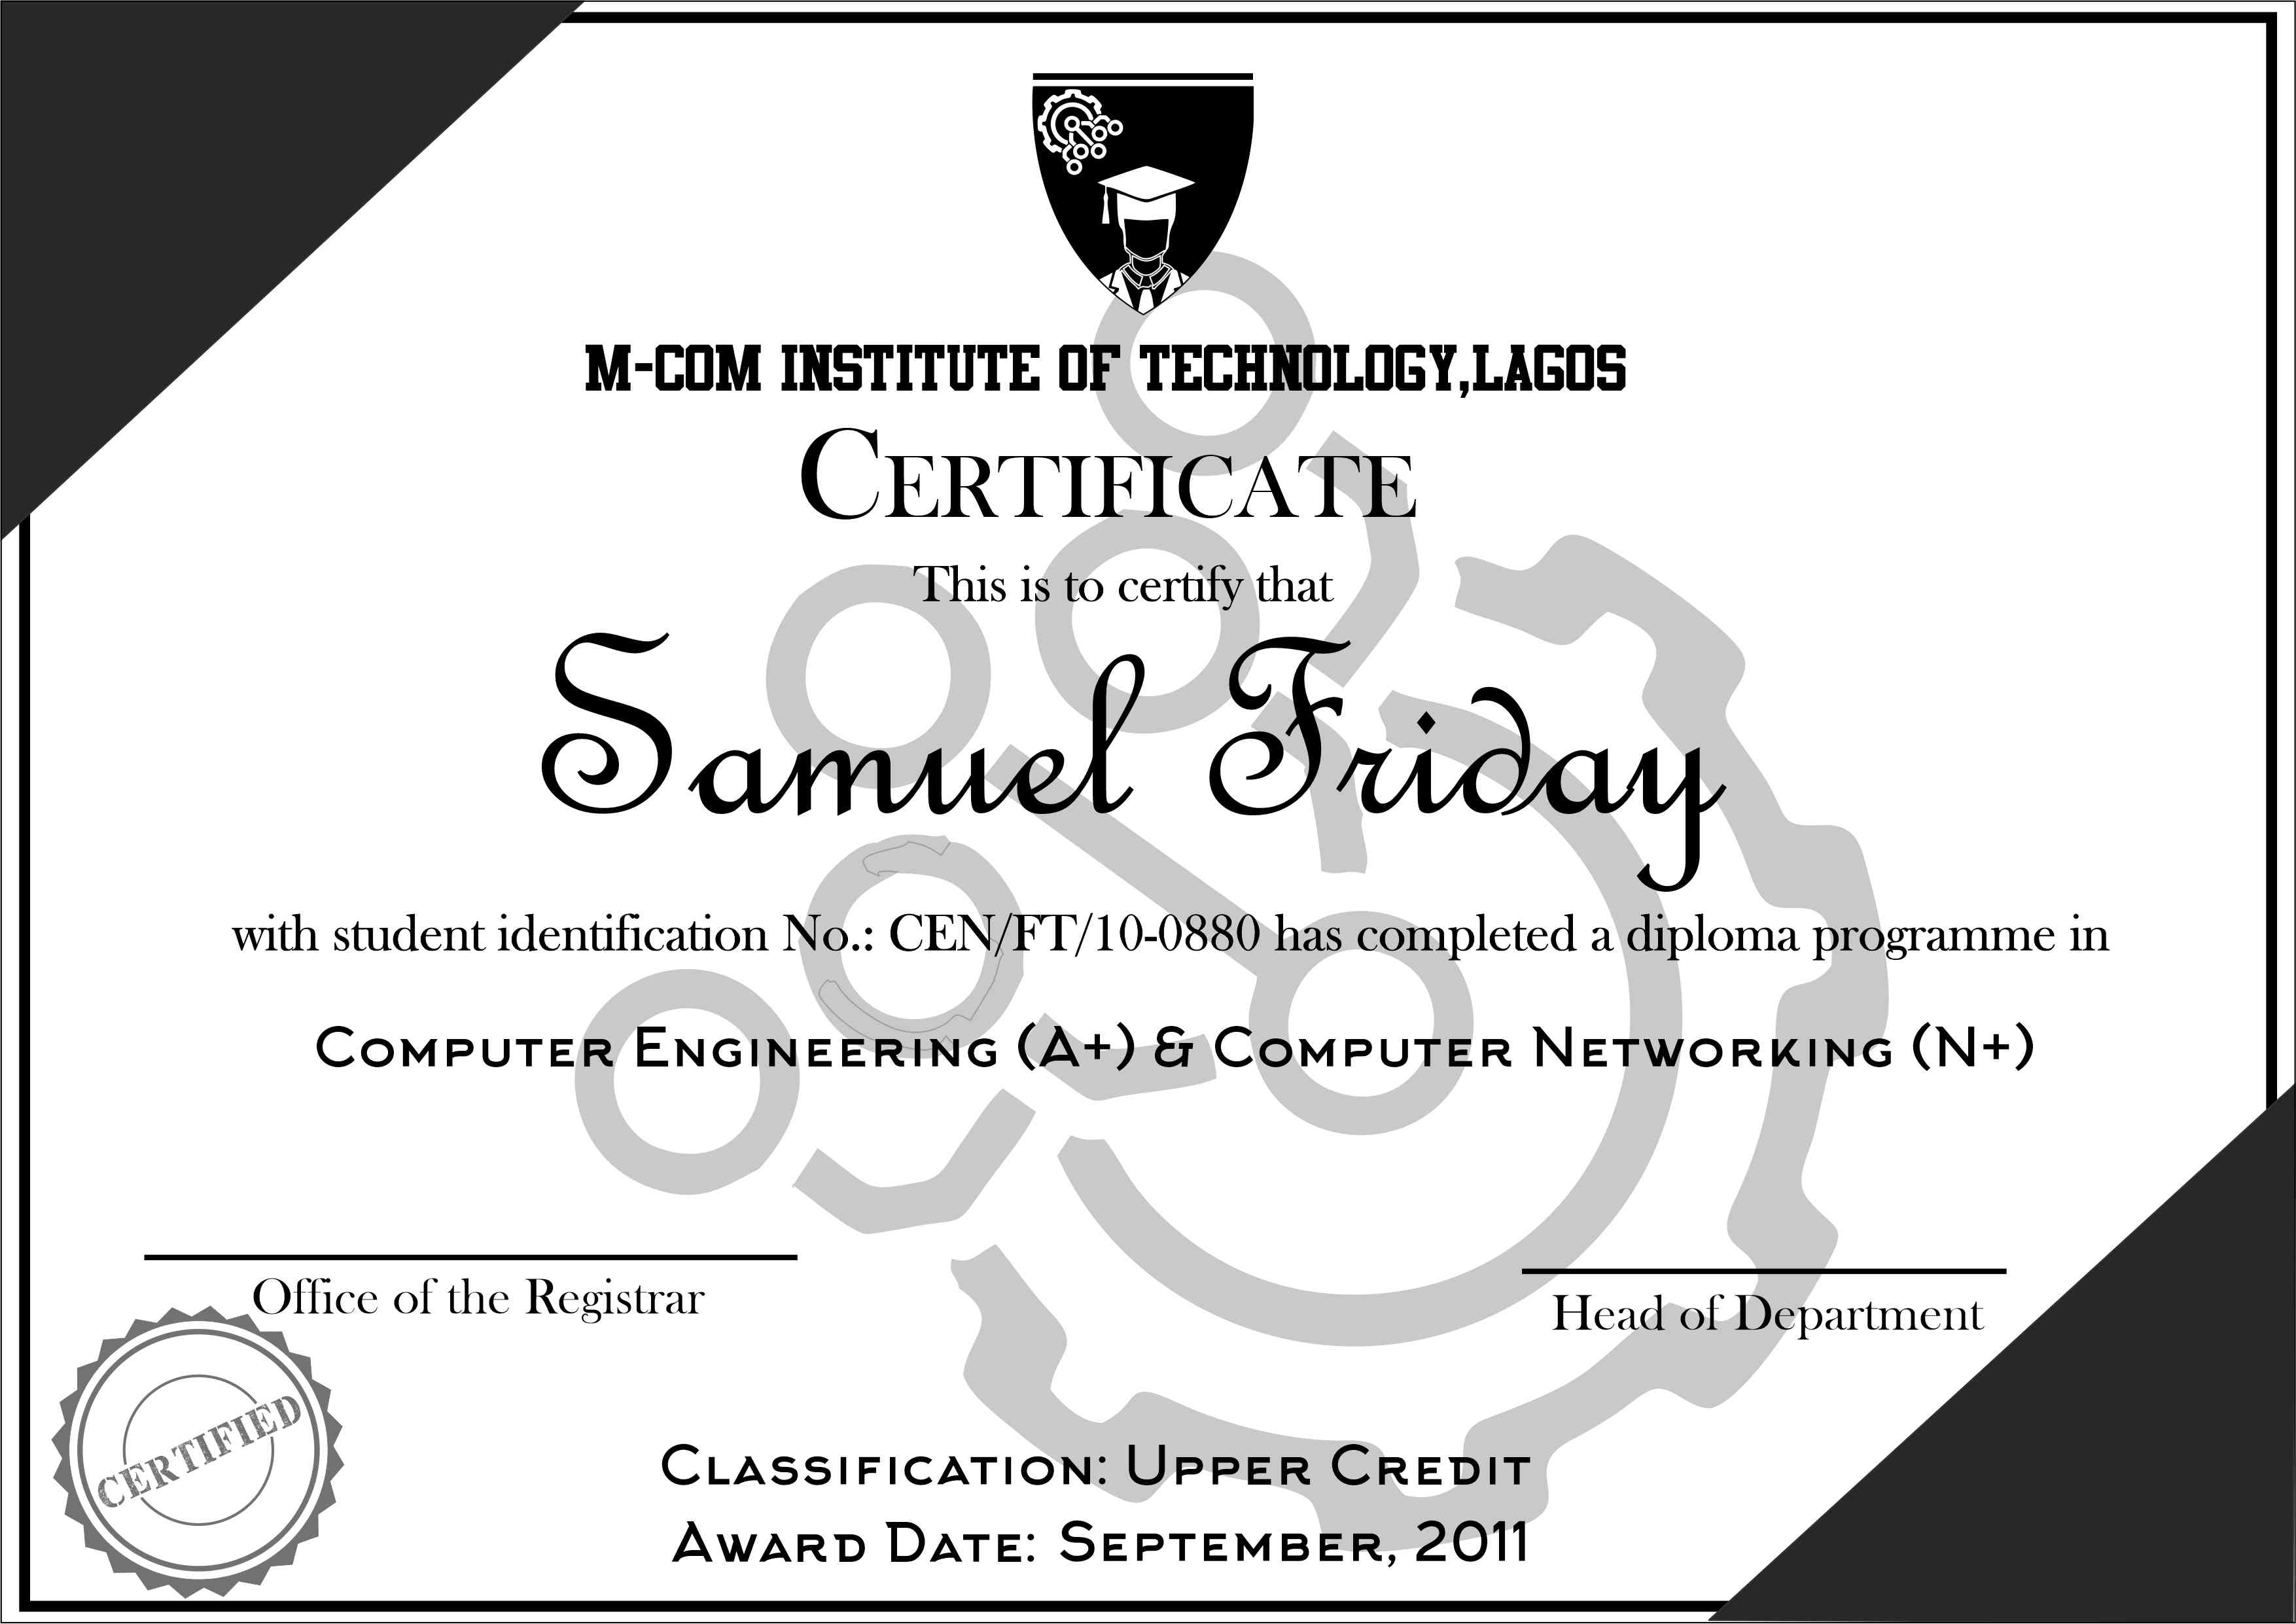 M-COM INSTITUTE OF TECHNOLOGY,LAGOS
CERTIFICATE
This is to certify that
Samuel Friday
with student identification No.: CEN/FT/10-0880 has completed a diploma programme in
COMPUTER ENGINEERING (A+) & COMPUTER NETWORKING (N+)
Office of the Registrar
Head of Department
CERTIFIED
CLASSIFICATION: UPPER CREDIT
AWARD DATE: SEPTEMBER, 2011